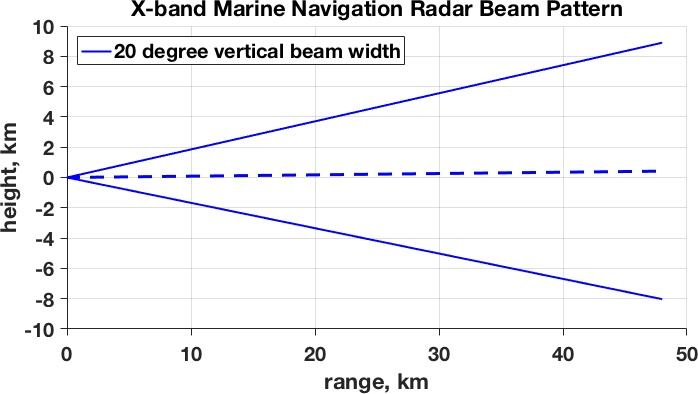 X-band Marine Navigation Radar Beam Pattern
20 degree vertical beam width
height, km
10
8
6
4
2
0
-2
-4
-6
-8
-10
0 10 20 30 40 50
range, km